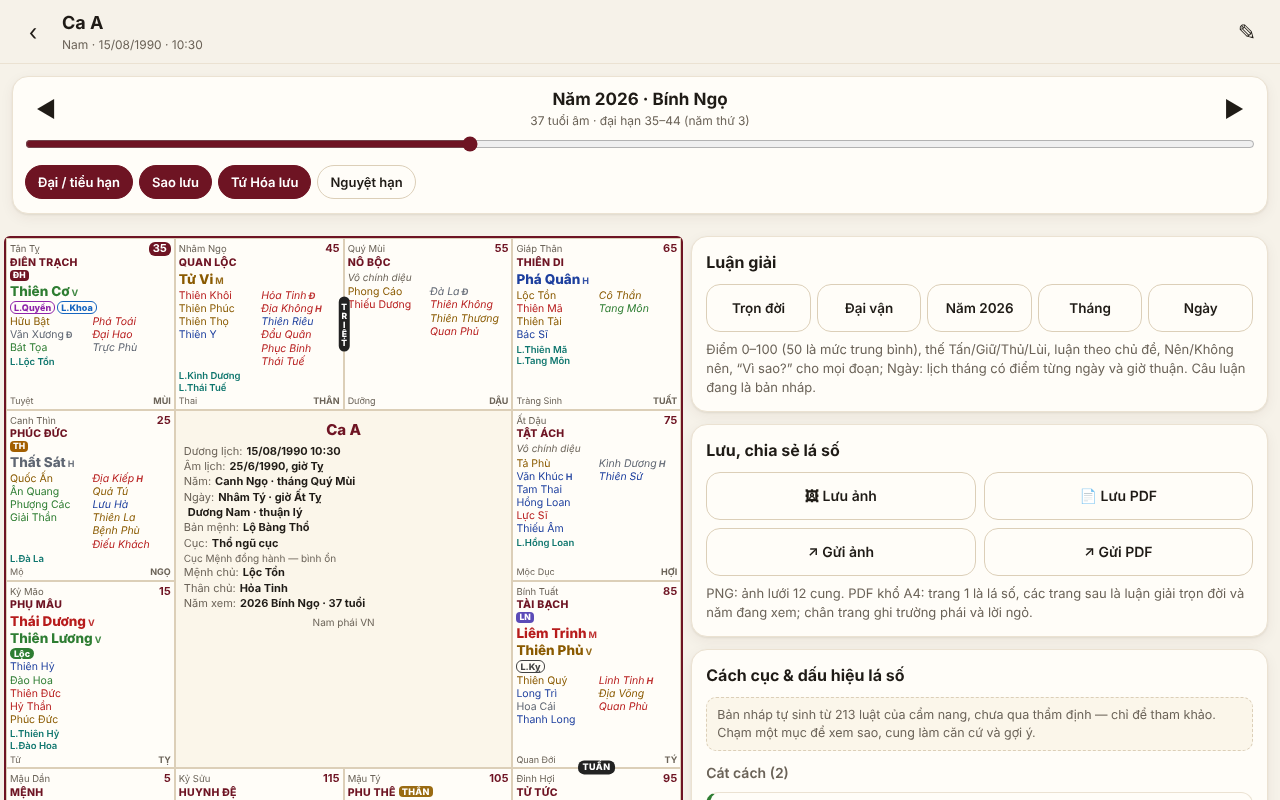 ‹
Ca A
Nam · 15/08/1990 · 10:30
✎
◀
Năm 2026 · Bính Ngọ
▶
37 tuổi âm · đại hạn 35–44 (năm thứ 3)
Đại / tiểu hạn
Sao lưu
Tứ Hóa lưu
Nguyệt hạn
Tân Tỵ 35
ĐIỀN TRẠCH
ĐH
Thiên Cơ V
L.Quyền L.Khoa
Hữu Bật Phá Toái
Văn Xương Đ Đại Hao
Bát Tọa Trực Phù
L.Lộc Tồn
Tuyệt MÙI
Nhâm Ngọ 45
QUAN LỘC
Tử Vi M
Thiên Khôi Hỏa Tinh Đ
Thiên Phúc Địa Không H
Thiên Thọ Thiên Riêu
Thiên Y Đẩu Quân
Phục Binh
Thái Tuế
L.Kình Dương
L.Thái Tuế
Thai THÂN
TRIỆT
Quý Mùi 55
NÔ BỘC
Vô chính diệu
Phong Cáo Đà La Đ
Thiếu Dương Thiên Không
Thiên Thương
Quan Phủ
Dưỡng DẬU
Giáp Thân 65
THIÊN DI
Phá Quân H
Lộc Tồn Cô Thần
Thiên Mã Tang Môn
Thiên Tài
Bác Sĩ
L.Thiên Mã
L.Tang Môn
Tràng Sinh TUẤT
Canh Thìn 25
PHÚC ĐỨC
TH
Thất Sát H
Quốc Ấn Địa Kiếp H
Ân Quang Quả Tú
Phượng Các Lưu Hà
Giải Thần Thiên La
Bệnh Phù
Điếu Khách
L.Đà La
Mộ NGỌ
Ca A
Dương lịch: 15/08/1990 10:30
Âm lịch: 25/6/1990, giờ Tỵ
Năm: Canh Ngọ · tháng Quý Mùi
Ngày: Nhâm Tý · giờ Ất Tỵ
Dương Nam · thuận lý
Bản mệnh: Lộ Bàng Thổ
Cục: Thổ ngũ cục
Cục Mệnh đồng hành — bình ổn
Mệnh chủ: Lộc Tồn
Thân chủ: Hỏa Tinh
Năm xem: 2026 Bính Ngọ · 37 tuổi
Nam phái VN
Ất Dậu 75
TẬT ÁCH
Vô chính diệu
Tả Phù Kình Dương H
Văn Khúc H Thiên Sứ
Tam Thai
Hồng Loan
Lực Sĩ
Thiếu Âm
L.Hồng Loan
Mộc Dục HỢI
Kỷ Mão 15
PHỤ MẪU
Thái Dương V
Thiên Lương V
Lộc
Thiên Hỷ
Đào Hoa
Thiên Đức
Hỷ Thần
Phúc Đức
L.Thiên Hỷ
L.Đào Hoa
Tử TỴ
Bính Tuất 85
TÀI BẠCH
LN
Liêm Trinh M
Thiên Phủ V
L.Kỵ
Thiên Quý Linh Tinh H
Long Trì Địa Võng
Hoa Cái Quan Phù
Thanh Long
Quan Đới TÝ
TUẦN
Mậu Dần 5
MỆNH
Kỷ Sửu 115
HUYNH ĐỆ
Mậu Tý 105
PHU THÊ THÂN
Đinh Hợi 95
TỬ TỨC
Luận giải
Trọn đời
Đại vận
Năm 2026
Tháng
Ngày
Điểm 0–100 (50 là mức trung bình), thế Tấn/Giữ/Thủ/Lùi, luận theo chủ đề, Nên/Không
nên, “Vì sao?” cho mọi đoạn; Ngày: lịch tháng có điểm từng ngày và giờ thuận. Câu luận
đang là bản nháp.
Lưu, chia sẻ lá số
🖼 Lưu ảnh
📄 Lưu PDF
↗ Gửi ảnh
↗ Gửi PDF
PNG: ảnh lưới 12 cung. PDF khổ A4: trang 1 là lá số, các trang sau là luận giải trọn đời và
năm đang xem; chân trang ghi trường phái và lời ngỏ.
Cách cục & dấu hiệu lá số
Bản nháp tự sinh từ 213 luật của cẩm nang, chưa qua thẩm định — chỉ để tham khảo.
Chạm một mục để xem sao, cung làm căn cứ và gợi ý.
Cát cách (2)